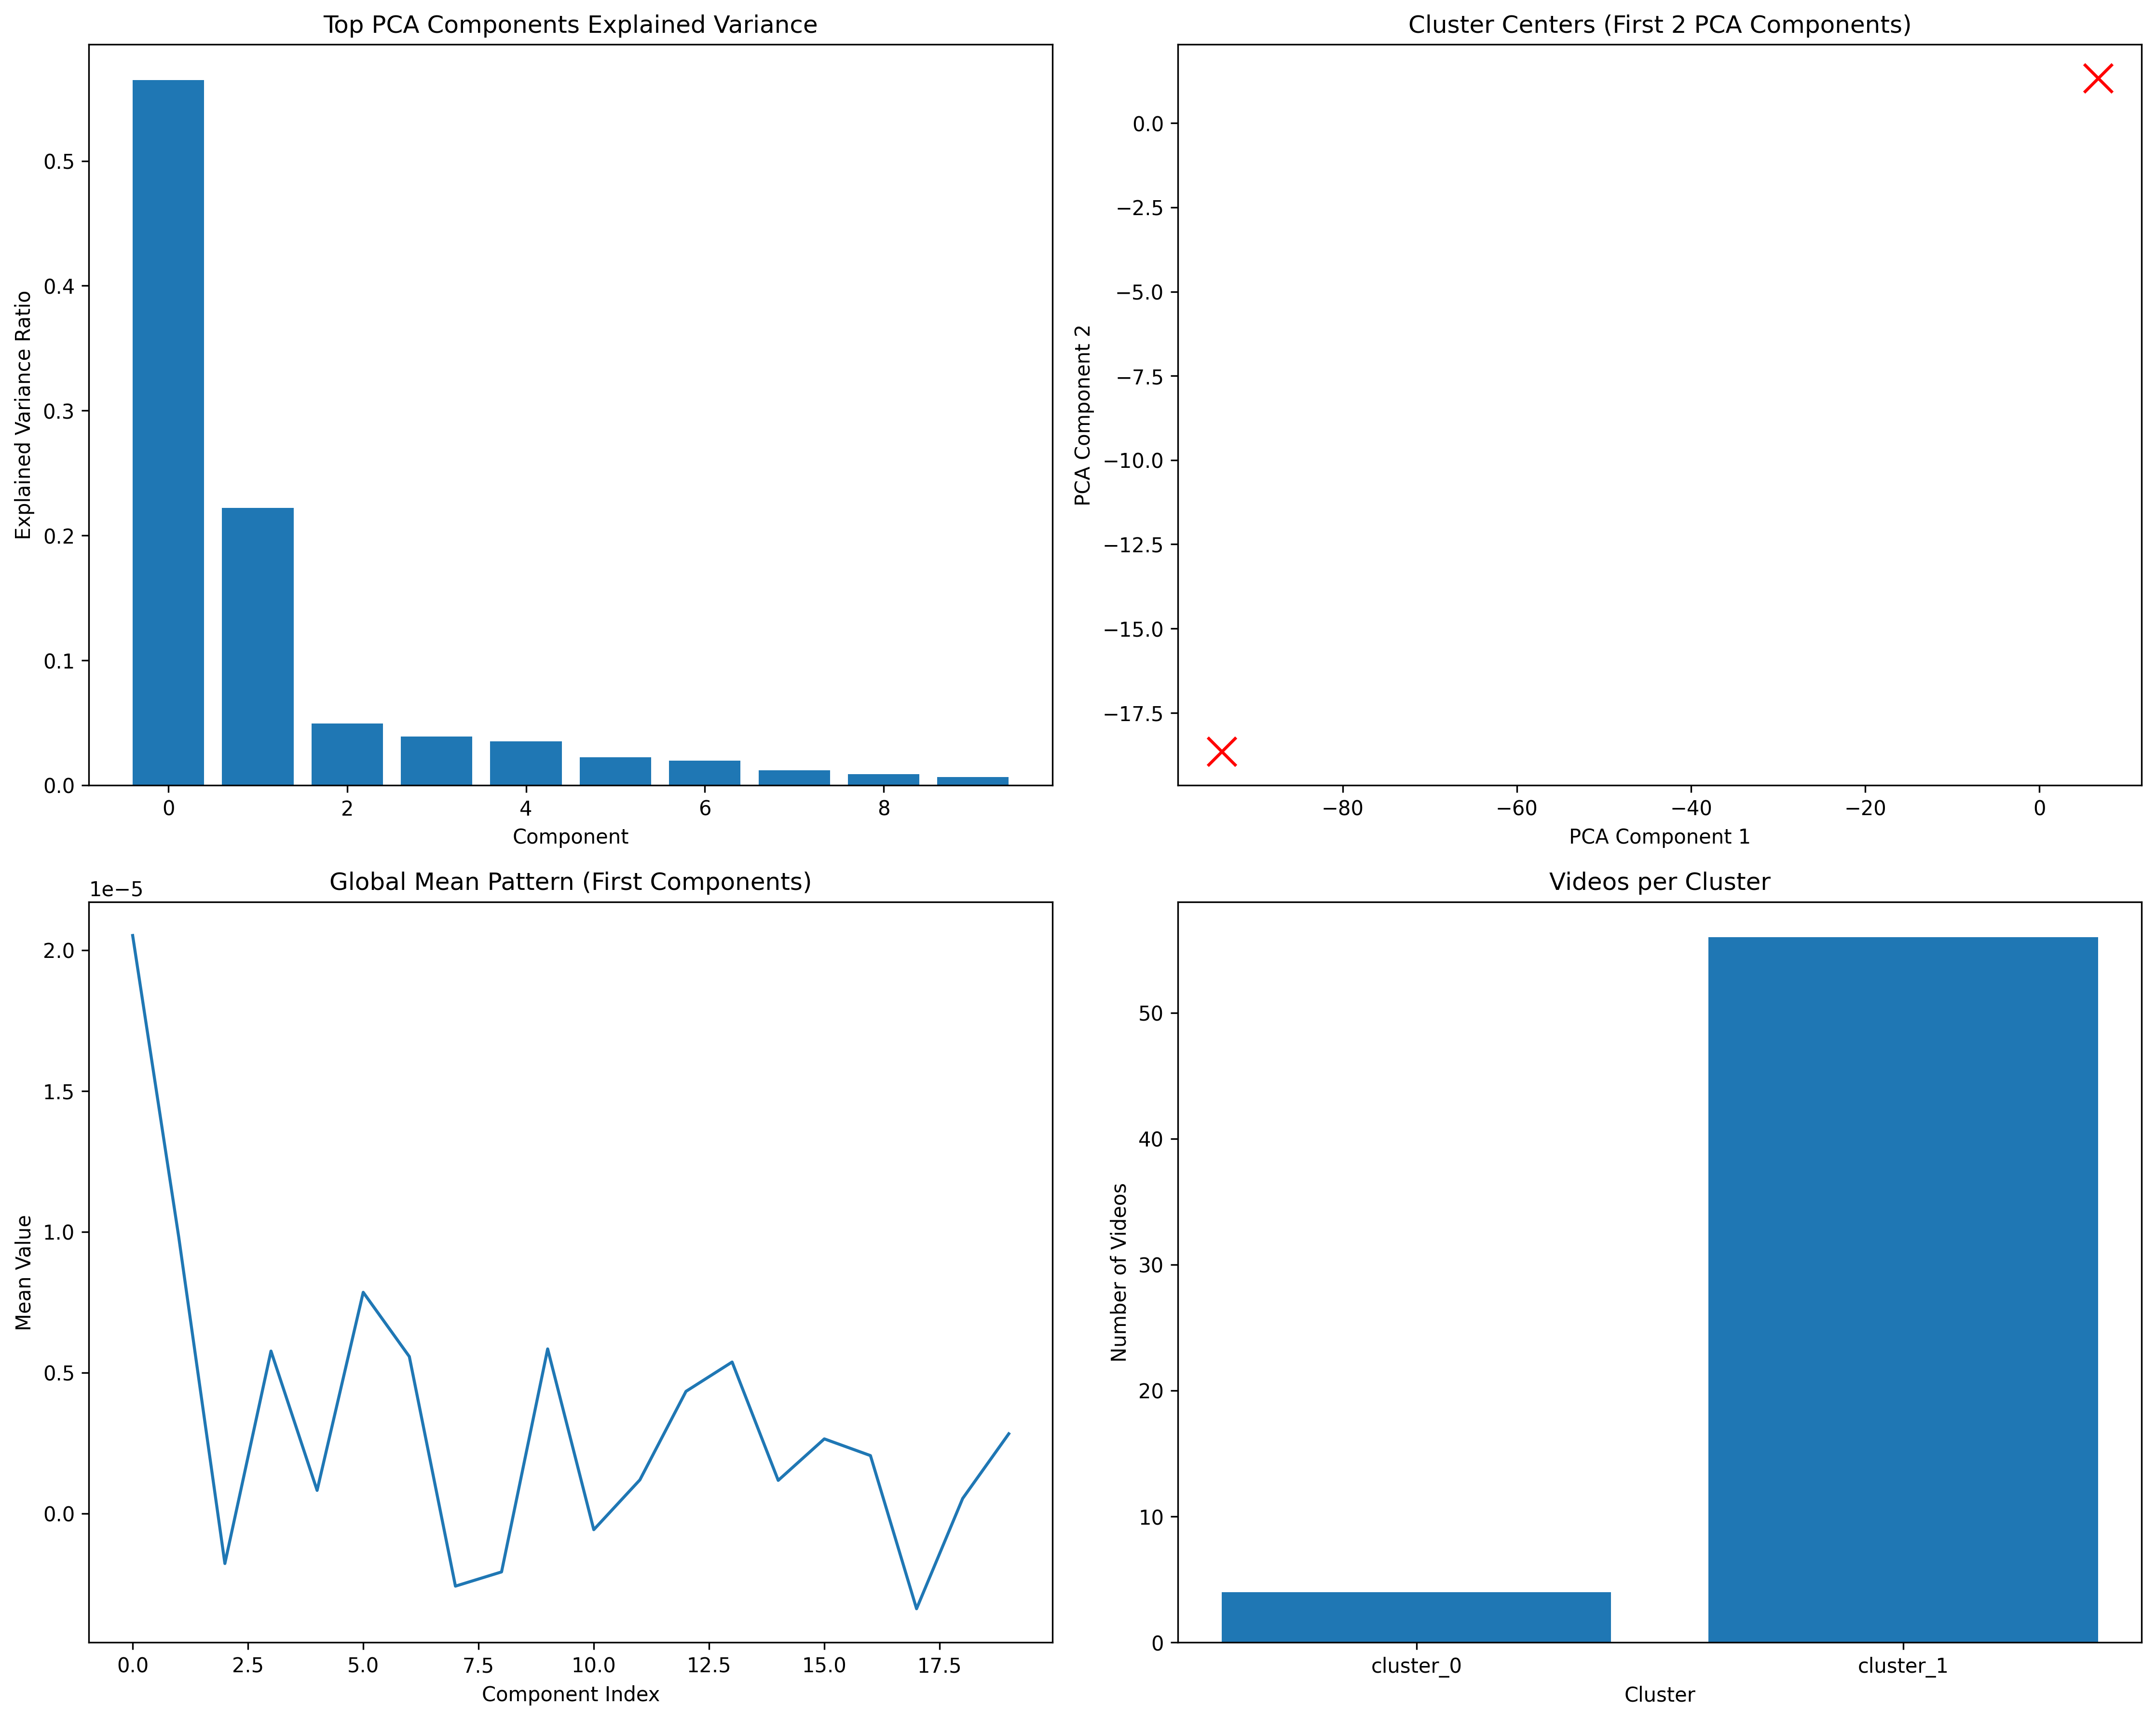 Top PCA Components Explained Variance
Explained Variance Ratio
0.5
0.4
0.3
0.2
0.1
0.0
0 2 4 6 8
Component
Cluster Centers (First 2 PCA Components)
PCA Component 2
0.0
−2.5
−5.0
−7.5
−10.0
−12.5
−15.0
−17.5
−80 −60 −40 −20 0
PCA Component 1
Global Mean Pattern (First Components)
1e−5
Mean Value
2.0
1.5
1.0
0.5
0.0
0.0 2.5 5.0 7.5 10.0 12.5 15.0 17.5
Component Index
Videos per Cluster
Number of Videos
50
40
30
20
10
0
cluster_0 cluster_1
Cluster